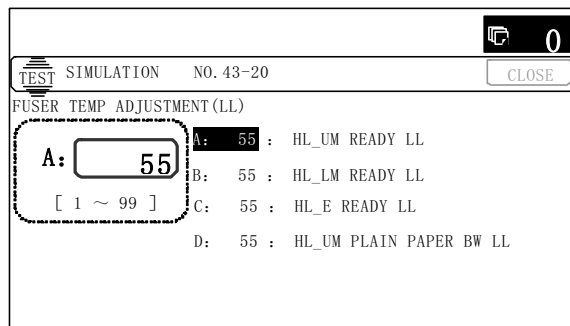 0
TEST SIMULATION NO.43-20 CLOSE
FUSER TEMP ADJUSTMENT(LL)
A: 55
[ 1 ~ 99 ]
A: 55 : HL_UM READY LL
B: 55 : HL_LM READY LL
C: 55 : HL_E READY LL
D: 55 : HL_UM PLAIN PAPER BW LL